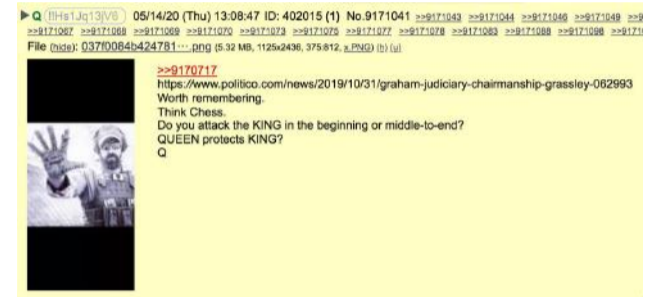 ▶Q !!Hs1Jq13jV6 05/14/20 (Thu) 13:08:47 ID: 402015 (1) No.9171041 >>9171043 >>9171044 >>9171046 >>9171049
>>9171067 >>9171068 >>9171069 >>9171070 >>9171073 >>9171075 >>9171077 >>9171078 >>9171083 >>9171088 >>9171096
File (hide): 037f0084b424781⋯.png (5.32 MB, 1125x2436, 375:812, x.PNG) (h) (u)
>>9170717
https://www.politico.com/news/2019/10/31/graham-judiciary-chairmanship-grassley-062993
Worth remembering.
Think Chess.
Do you attack the KING in the beginning or middle-to-end?
QUEEN protects KING?
Q